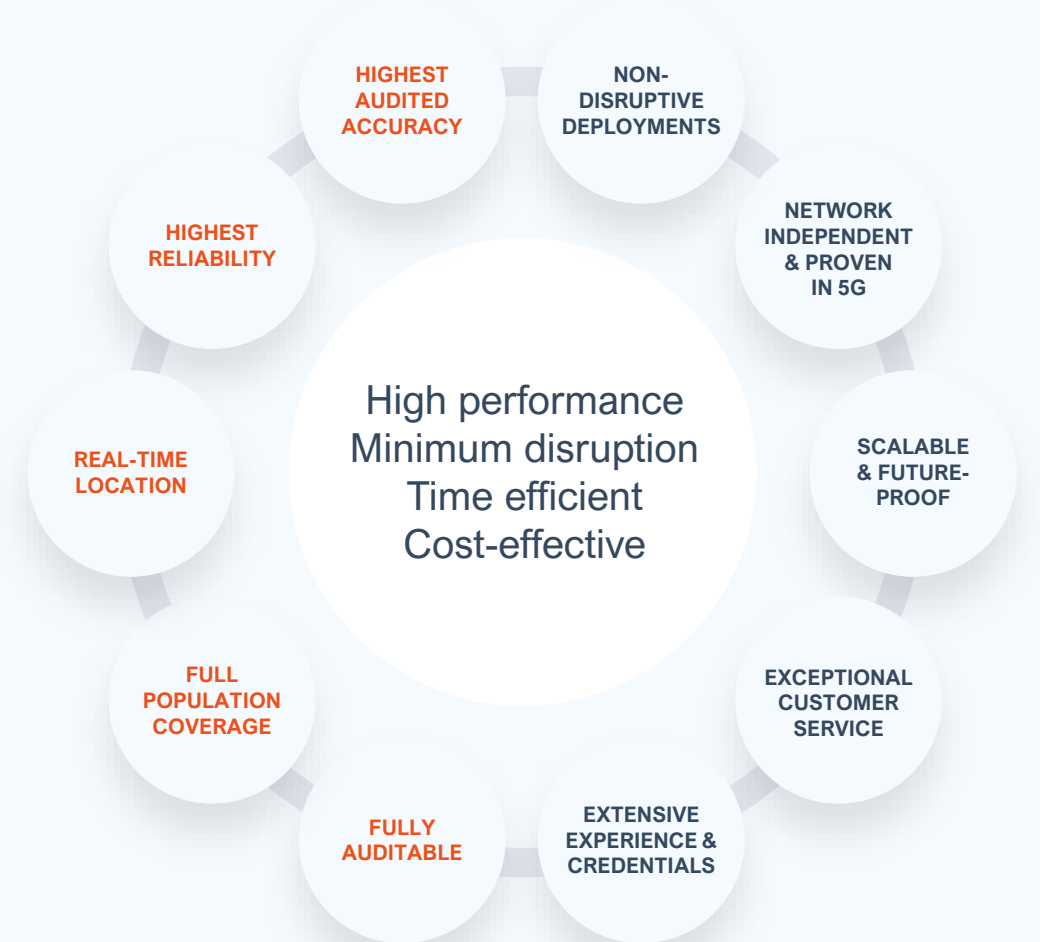 HIGHEST
AUDITED
ACCURACY
NON-
DISRUPTIVE
DEPLOYMENTS
HIGHEST
RELIABILITY
NETWORK
INDEPENDENT
& PROVEN
IN 5G
High performance
Minimum disruption
Time efficient
Cost-effective
REAL-TIME
LOCATION
SCALABLE
& FUTURE-
PROOF
FULL
POPULATION
COVERAGE
EXCEPTIONAL
CUSTOMER
SERVICE
FULLY
AUDITABLE
EXTENSIVE
EXPERIENCE &
CREDENTIALS